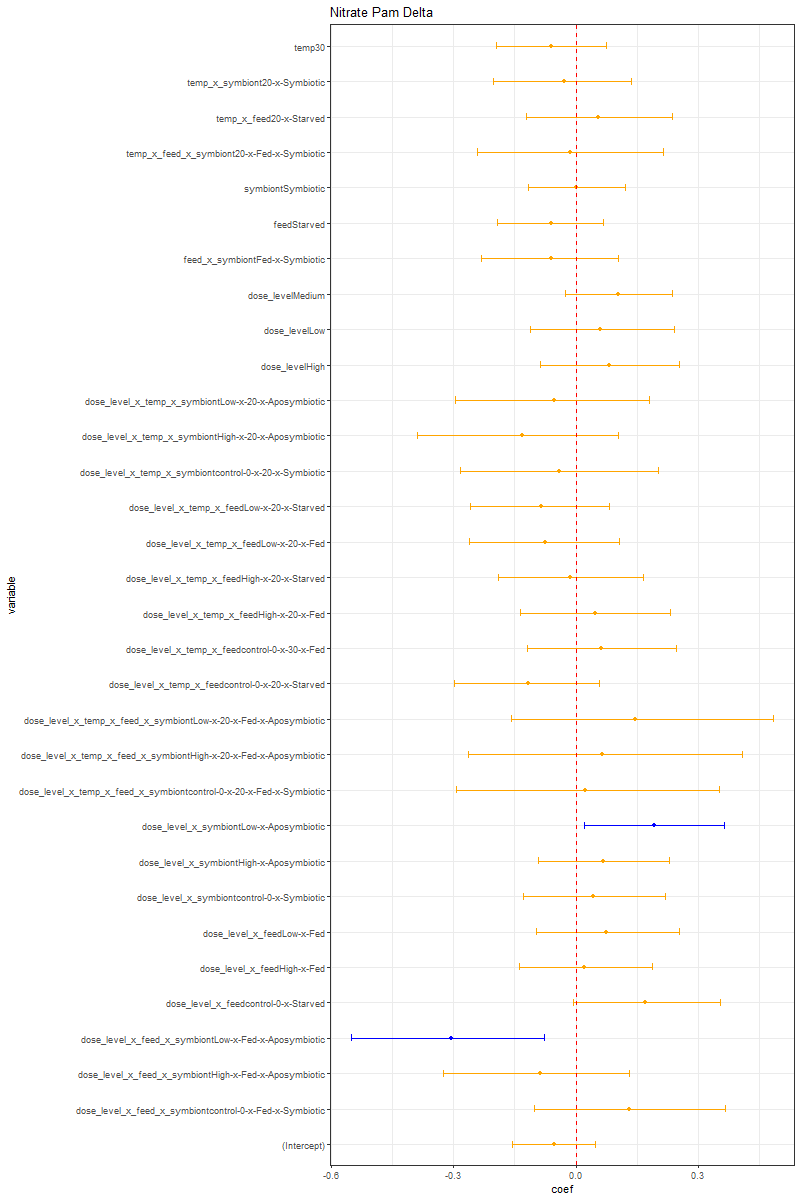 Nitrate Pam Delta
temp30
temp_x_symbiont20-x-Symbiotic
temp_x_feed20-x-Starved
temp_x_feed_x_symbiont20-x-Fed-x-Symbiotic
symbiontSymbiotic
feedStarved
feed_x_symbiontFed-x-Symbiotic
dose_levelMedium
dose_levelLow
dose_levelHigh
dose_level_x_temp_x_symbiontLow-x-20-x-Aposymbiotic
dose_level_x_temp_x_symbiontHigh-x-20-x-Aposymbiotic
dose_level_x_temp_x_symbiontcontrol-0-x-20-x-Symbiotic
dose_level_x_temp_x_feedLow-x-20-x-Starved
dose_level_x_temp_x_feedLow-x-20-x-Fed
dose_level_x_temp_x_feedHigh-x-20-x-Starved
dose_level_x_temp_x_feedHigh-x-20-x-Fed
dose_level_x_temp_x_feedcontrol-0-x-30-x-Fed
dose_level_x_temp_x_feedcontrol-0-x-20-x-Starved
dose_level_x_temp_x_feed_x_symbiontLow-x-20-x-Fed-x-Aposymbiotic
dose_level_x_temp_x_feed_x_symbiontHigh-x-20-x-Fed-x-Aposymbiotic
dose_level_x_temp_x_feed_x_symbiontcontrol-0-x-20-x-Fed-x-Symbiotic
dose_level_x_symbiontLow-x-Aposymbiotic
dose_level_x_symbiontHigh-x-Aposymbiotic
dose_level_x_symbiontcontrol-0-x-Symbiotic
dose_level_x_feedLow-x-Fed
dose_level_x_feedHigh-x-Fed
dose_level_x_feedcontrol-0-x-Starved
dose_level_x_feed_x_symbiontLow-x-Fed-x-Aposymbiotic
dose_level_x_feed_x_symbiontHigh-x-Fed-x-Aposymbiotic
dose_level_x_feed_x_symbiontcontrol-0-x-Fed-x-Symbiotic
(Intercept)
variable
-0.6 -0.3 0.0 0.3
coef